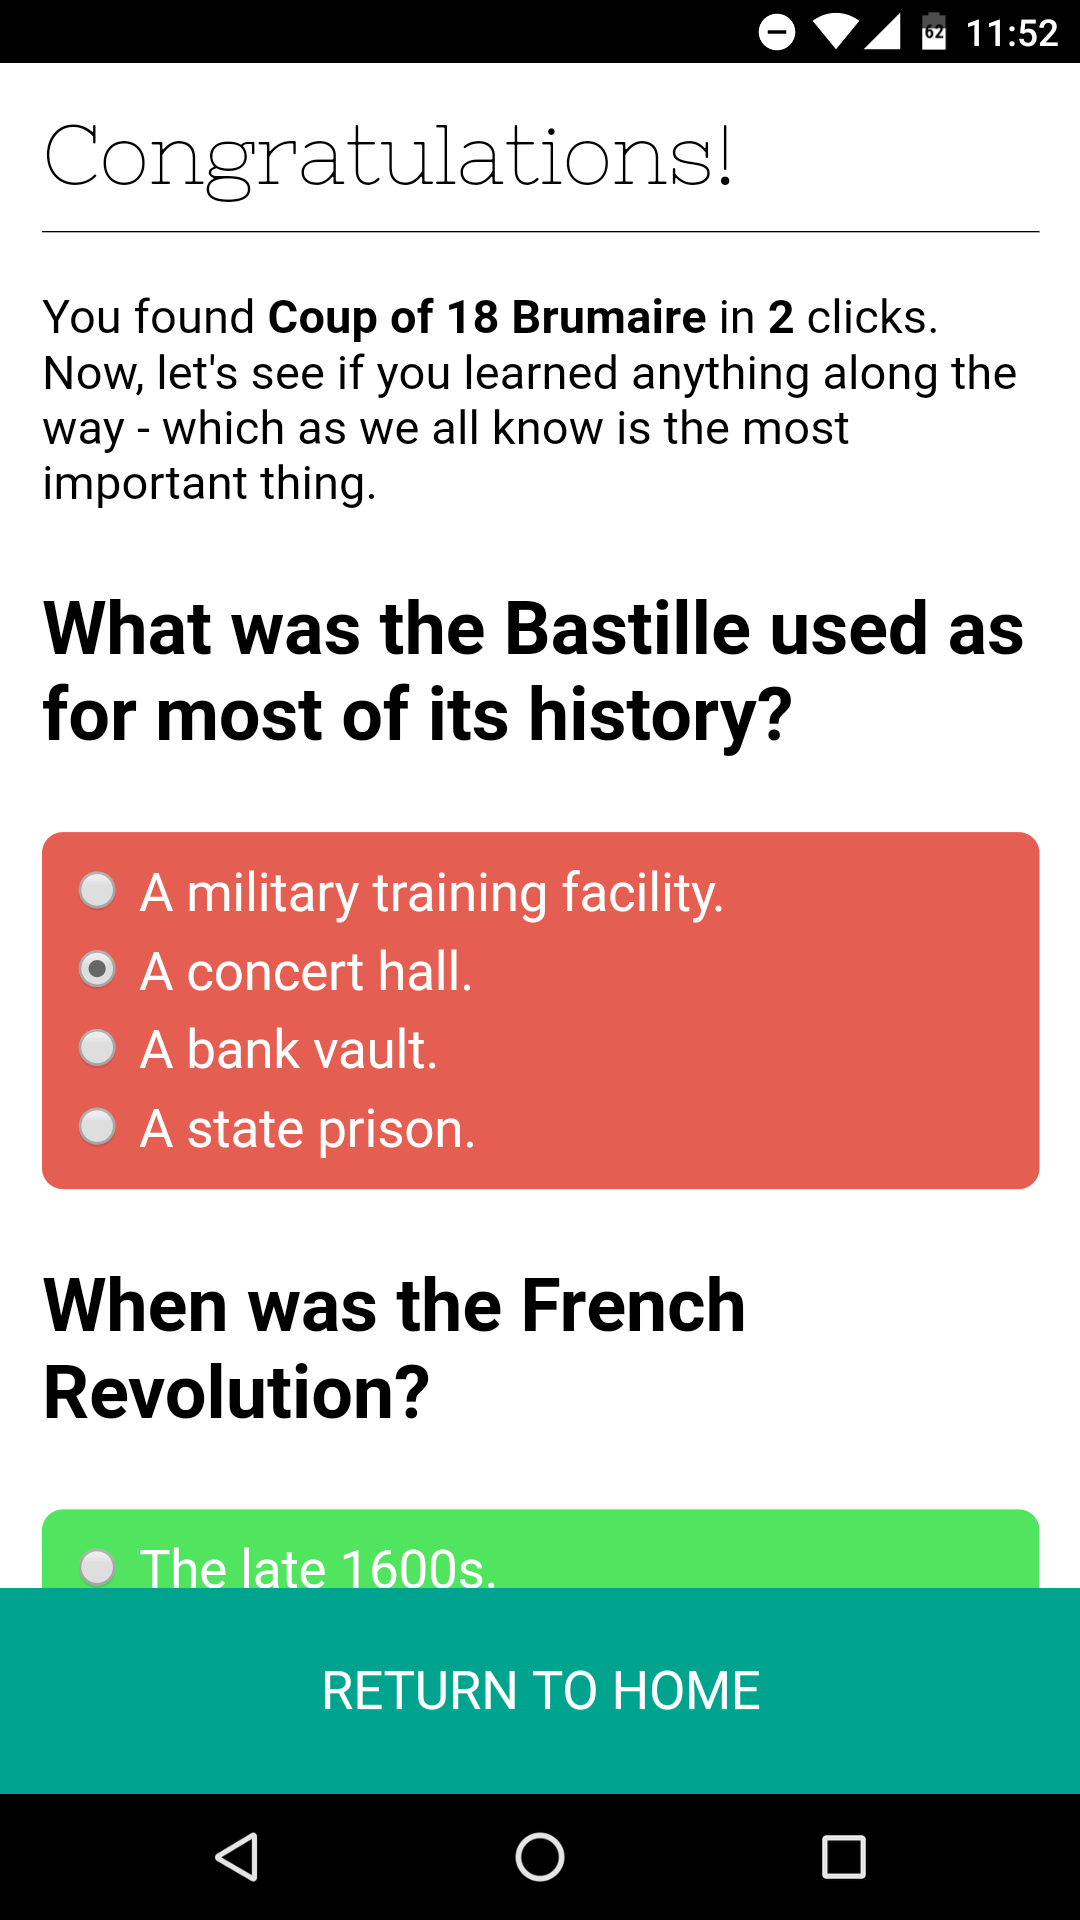 62 11:52
Congratulations!
You found Coup of 18 Brumaire in 2 clicks.
Now, let's see if you learned anything along the
way - which as we all know is the most
important thing.
What was the Bastille used as
for most of its history?
A military training facility.
A concert hall.
A bank vault.
A state prison.
When was the French
Revolution?
The late 1600s.
RETURN TO HOME